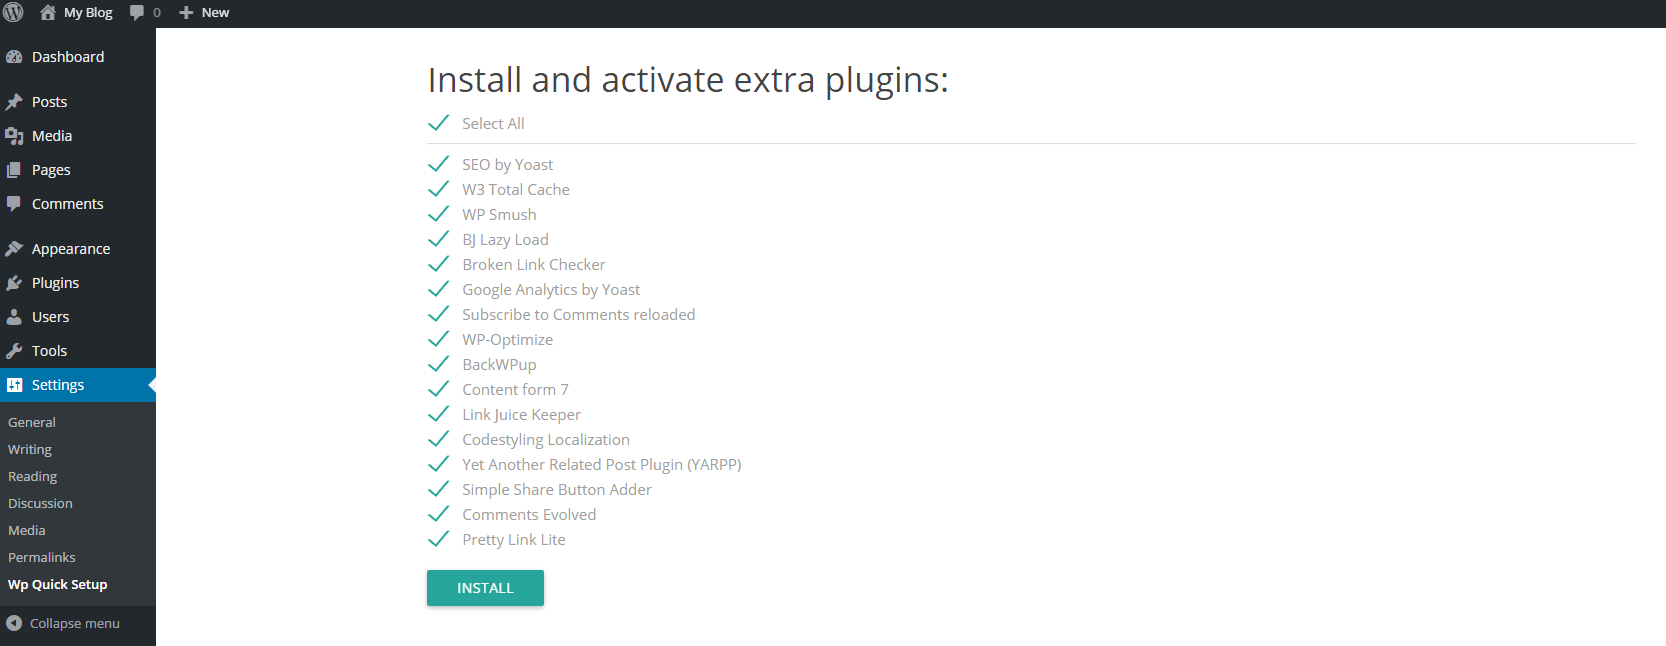 My Blog 0 New
Dashboard
Posts
Media
Pages
Comments
Appearance
Plugins
Users
Tools
Settings
General
Writing
Reading
Discussion
Media
Permalinks
Wp Quick Setup
Collapse menu
Install and activate extra plugins:
Select All
SEO by Yoast
W3 Total Cache
WP Smush
BJ Lazy Load
Broken Link Checker
Google Analytics by Yoast
Subscribe to Comments reloaded
WP-Optimize
BackWPup
Content form 7
Link Juice Keeper
Codestyling Localization
Yet Another Related Post Plugin (YARPP)
Simple Share Button Adder
Comments Evolved
Pretty Link Lite
INSTALL